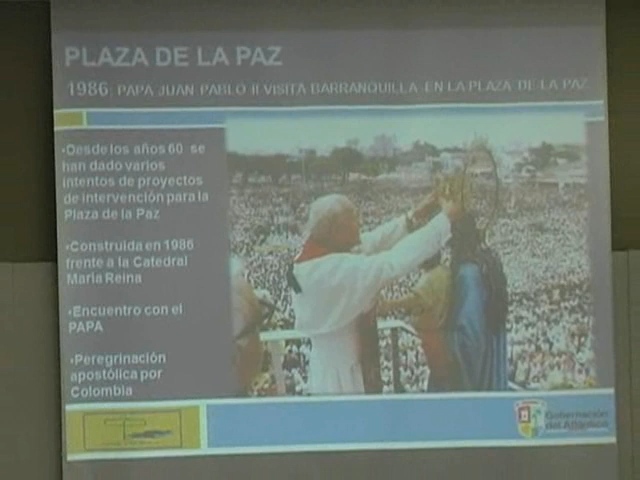 PLAZA DE LA PAZ
1986: PAPA JUAN PABLO II VISITA BARRANQUILLA EN LA PLAZA DE LA PAZ
•Desde los años 60 se
han dado varios
intentos de proyectos
de intervención para la
Plaza de la Paz
•Construida en 1986
frente a la Catedral
María Reina
•Encuentro con el
PAPA
•Peregrinación
apostólica por
Colombia
Gobernación
del Atlántico